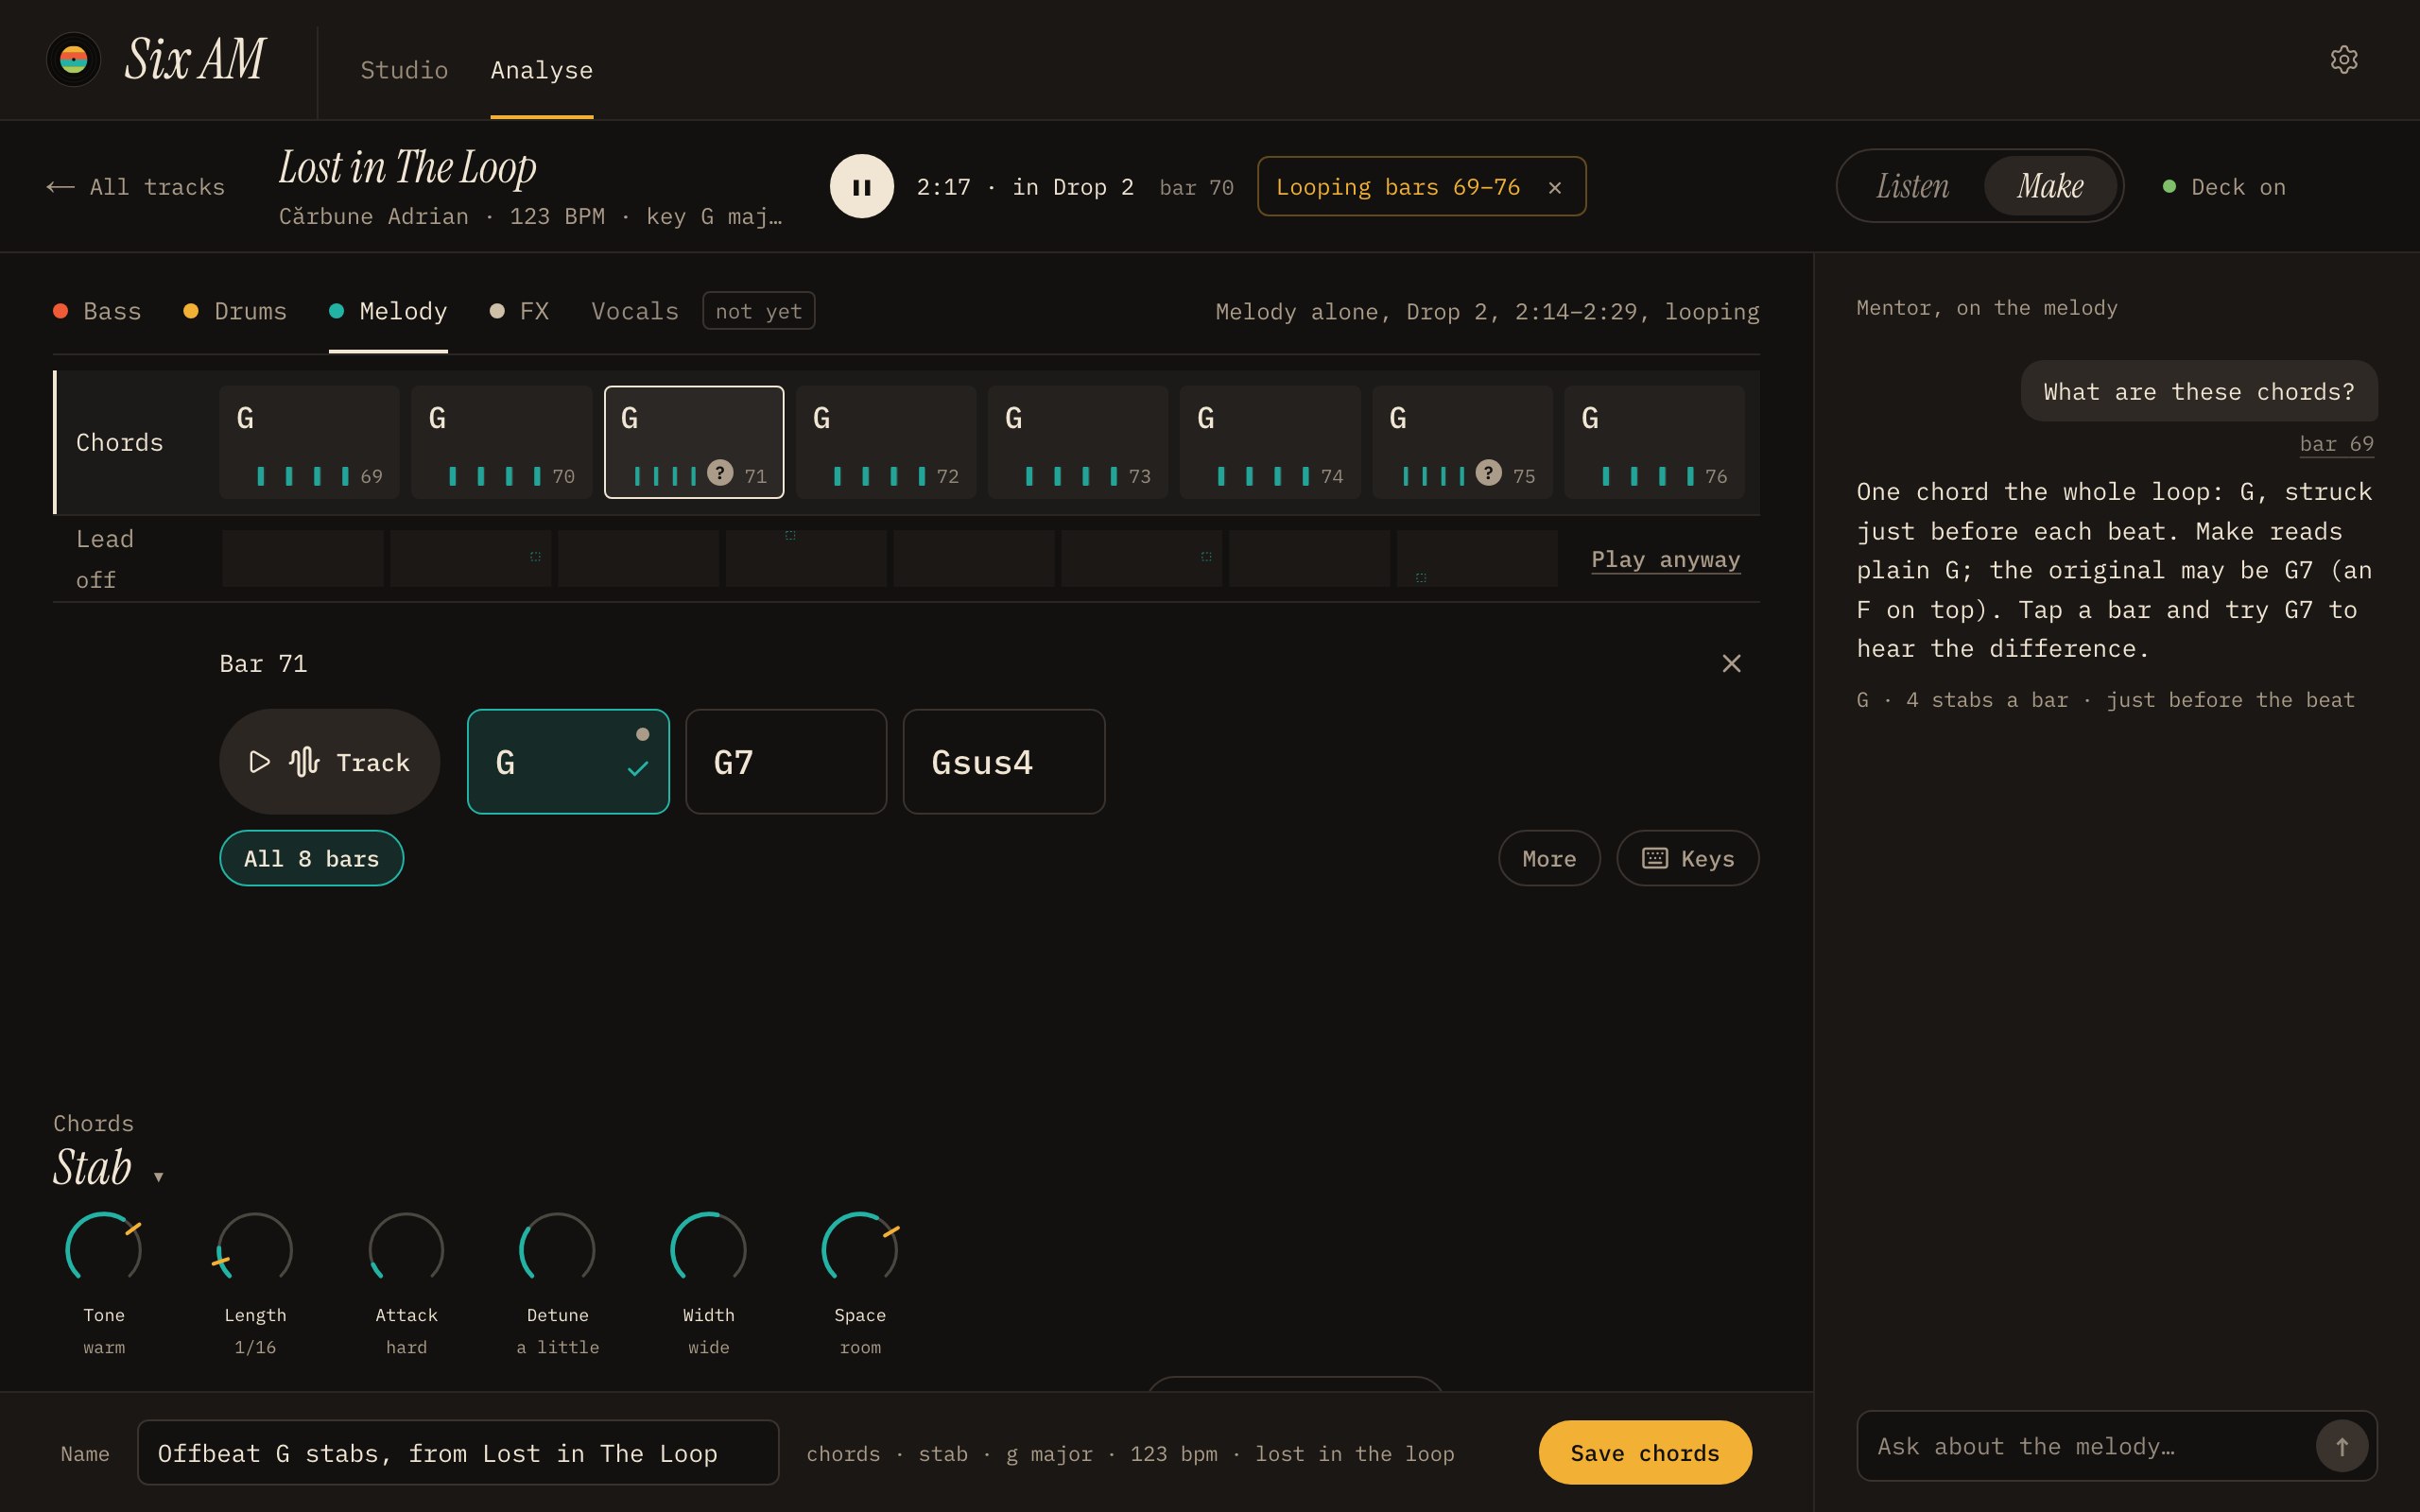 Six AM
Studio
Analyse
← All tracks
Lost in The Loop
Cărbune Adrian · 123 BPM · key G maj…
2:17 · in Drop 2
bar 70
Looping bars 69–76 ×
Listen
Make
Deck on
Bass
Drums
Melody
FX
Vocals
not yet
Melody alone, Drop 2, 2:14–2:29, looping
Chords
G
69
G
70
G
? 71
G
72
G
73
G
74
G
? 75
G
76
Lead
off
Play anyway
Bar 71
Track
G
G7
Gsus4
All 8 bars
More
Keys
Chords
Stab
Tone
warm
Length
1/16
Attack
hard
Detune
a little
Width
wide
Space
room
Name
Offbeat G stabs, from Lost in The Loop
chords · stab · g major · 123 bpm · lost in the loop
Save chords
Mentor, on the melody
What are these chords?
bar 69
One chord the whole loop: G, struck
just before each beat. Make reads
plain G; the original may be G7 (an
F on top). Tap a bar and try G7 to
hear the difference.
G · 4 stabs a bar · just before the beat
Ask about the melody…